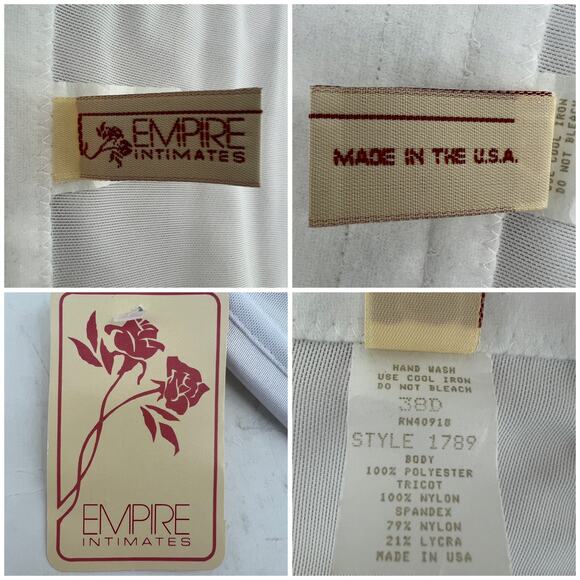 EMPIRE
INTIMATES
MADE IN THE U.S.A.
USE COOL IRON
DO NOT BLEACH
EMPIRE
INTIMATES
HAND WASH
USE COOL IRON
DO NOT BLEACH
38D
RN40918
STYLE 1789
BODY
100% POLYESTER
TRICOT
100% NYLON
SPANDEX
79% NYLON
21% LYCRA
MADE IN USA